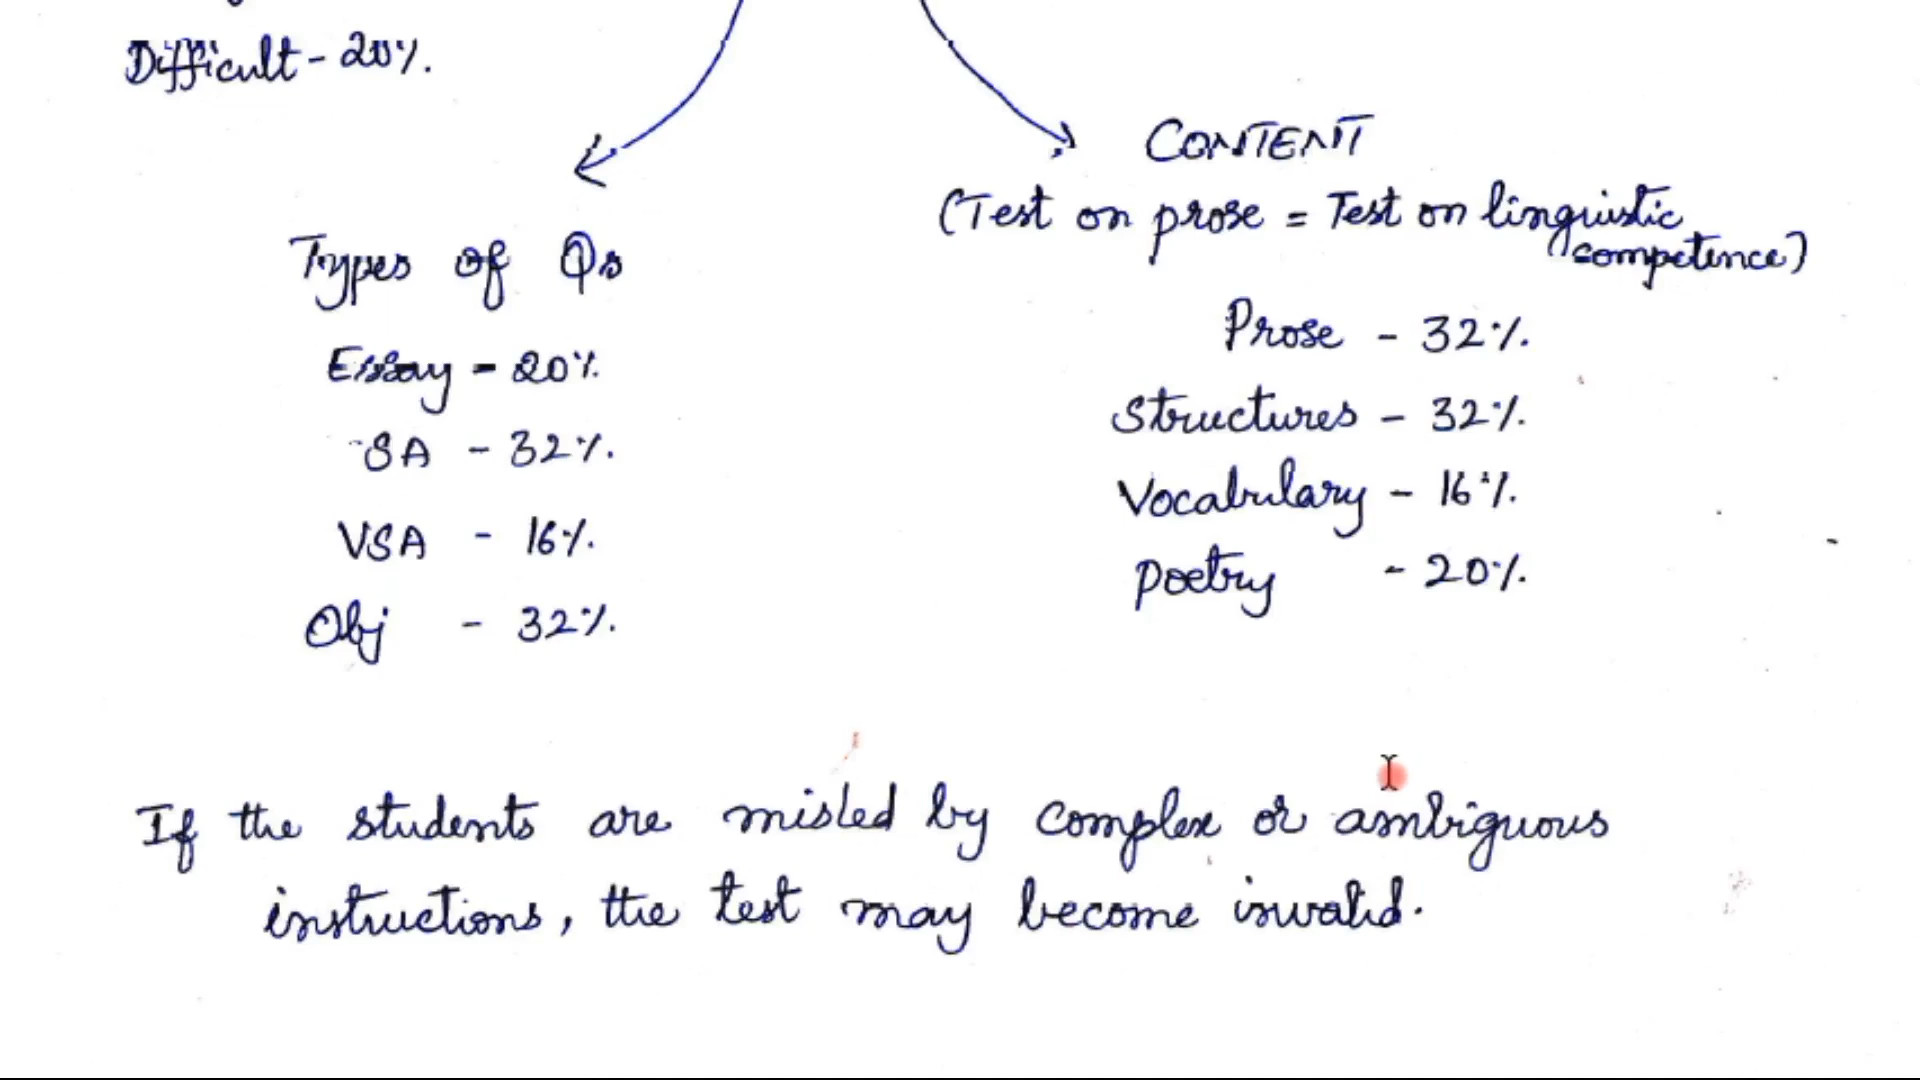 Difficult - 20%.
CONTENT
(Test on prose = Test on linguistic
competence)
Types of Qs
Essay - 20%.
SA - 32%.
VSA - 16%.
Obj - 32%.
Prose - 32%.
Structures - 32%.
Vocabulary - 16%.
Poetry - 20%.
If the students are misled by complex or ambiguous
instructions, the test may become invalid.